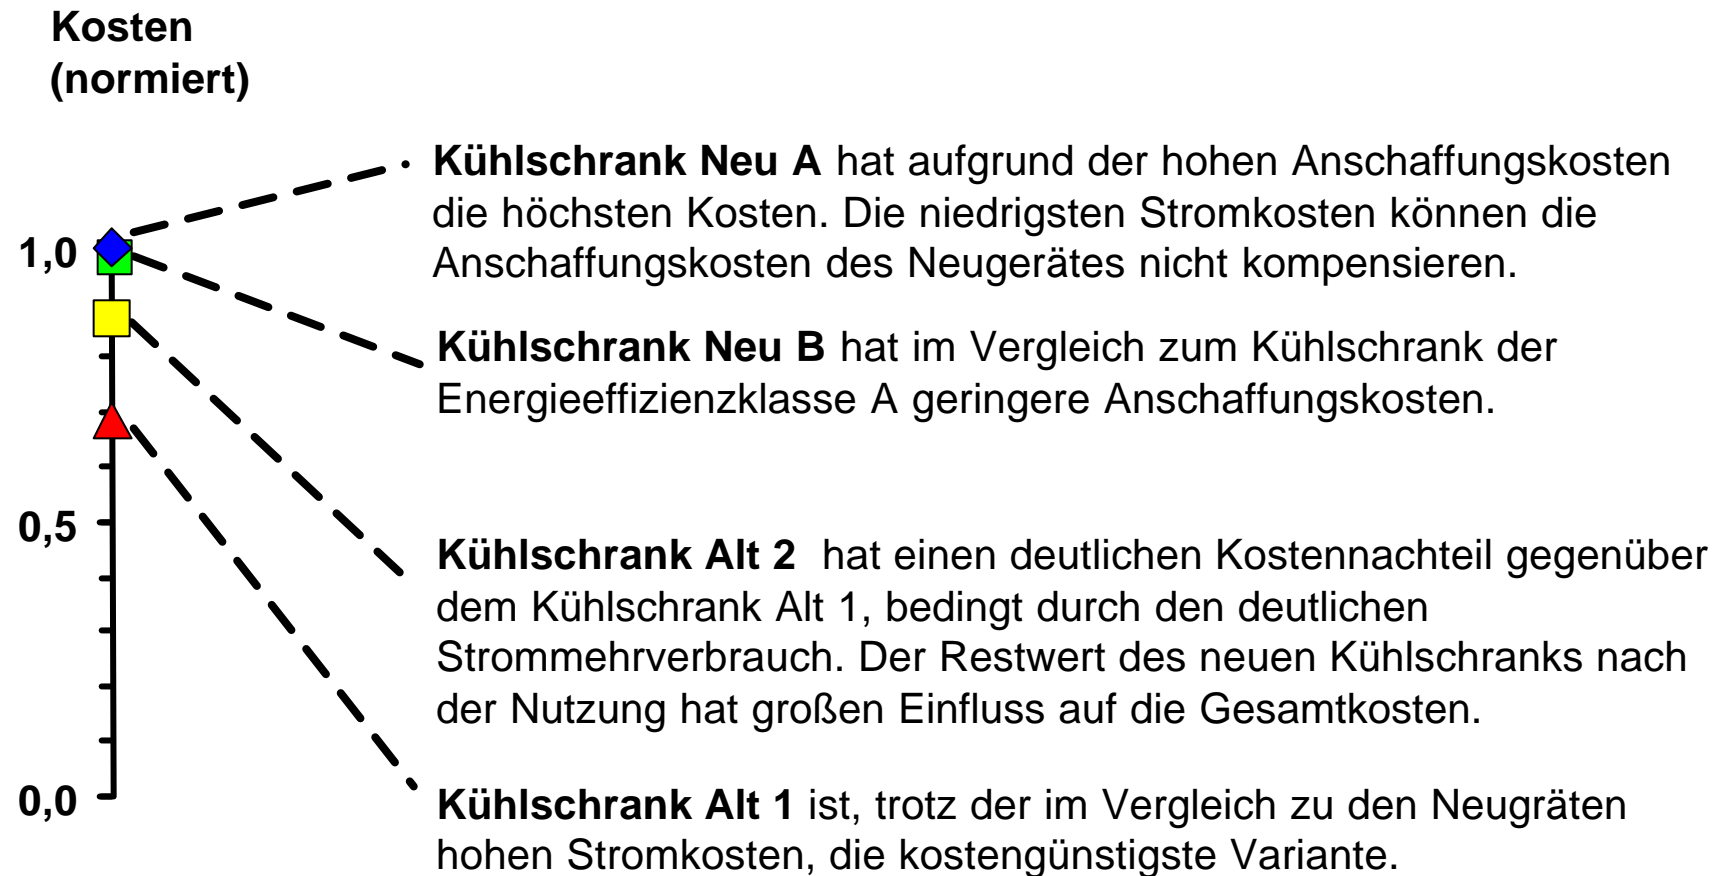 Kosten
(normiert)
Kühlschrank Neu A hat aufgrund der hohen Anschaffungskosten
die höchsten Kosten. Die niedrigsten Stromkosten können die
Anschaffungskosten des Neugerätes nicht kompensieren.
1,0
Kühlschrank Neu B hat im Vergleich zum Kühlschrank der
Energieeffizienzklasse A geringere Anschaffungskosten.
0,5
Kühlschrank Alt 2 hat einen deutlichen Kostennachteil gegenüber
dem Kühlschrank Alt 1, bedingt durch den deutlichen
Strommehrverbrauch. Der Restwert des neuen Kühlschranks nach
der Nutzung hat großen Einfluss auf die Gesamtkosten.
0,0
Kühlschrank Alt 1 ist, trotz der im Vergleich zu den Neugräten
hohen Stromkosten, die kostengünstigste Variante.